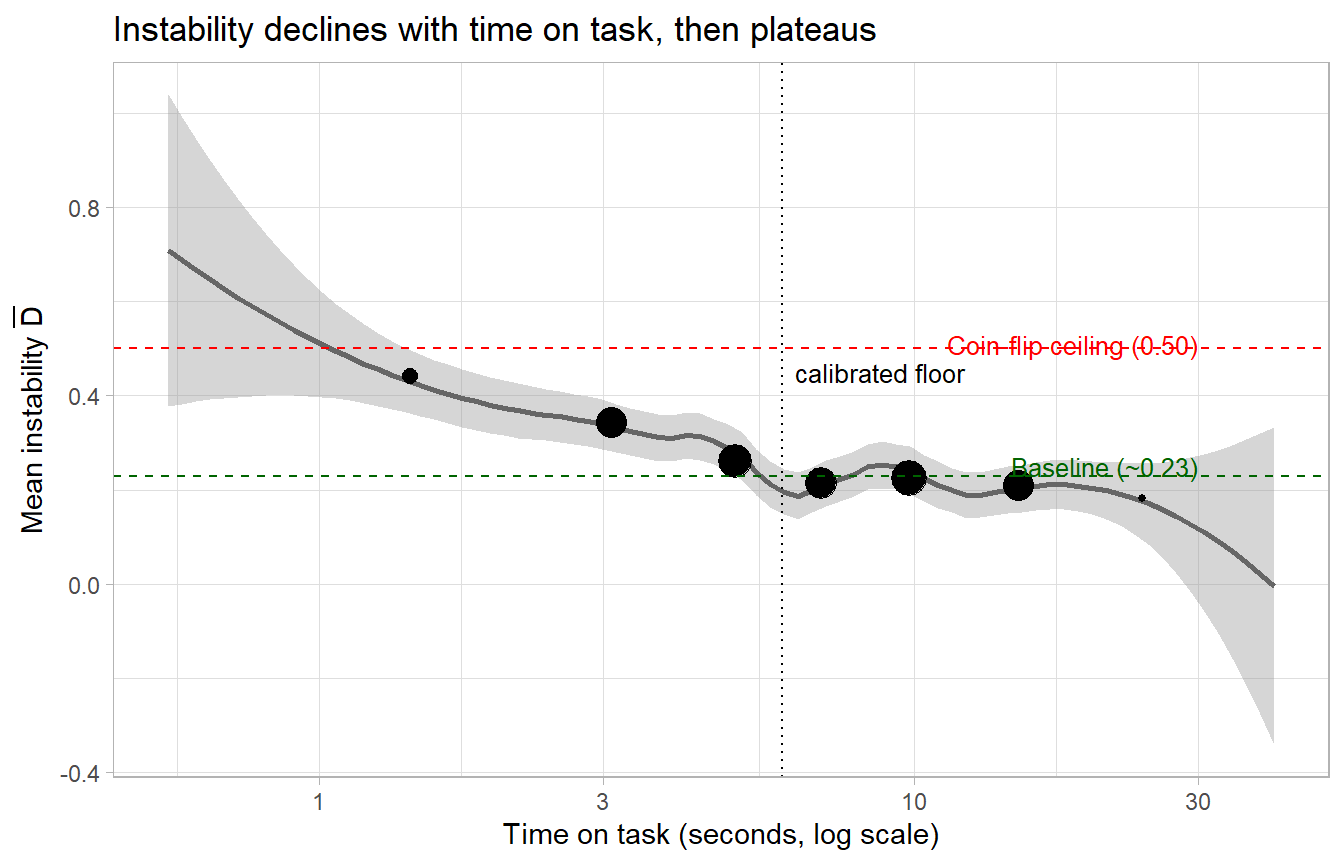 Instability declines with time on task, then plateaus
Mean instability D̅
0.8
0.4
0.0
-0.4
Coin-flip ceiling (0.50)
calibrated floor
Baseline (~0.23)
1
3
10
30
Time on task (seconds, log scale)